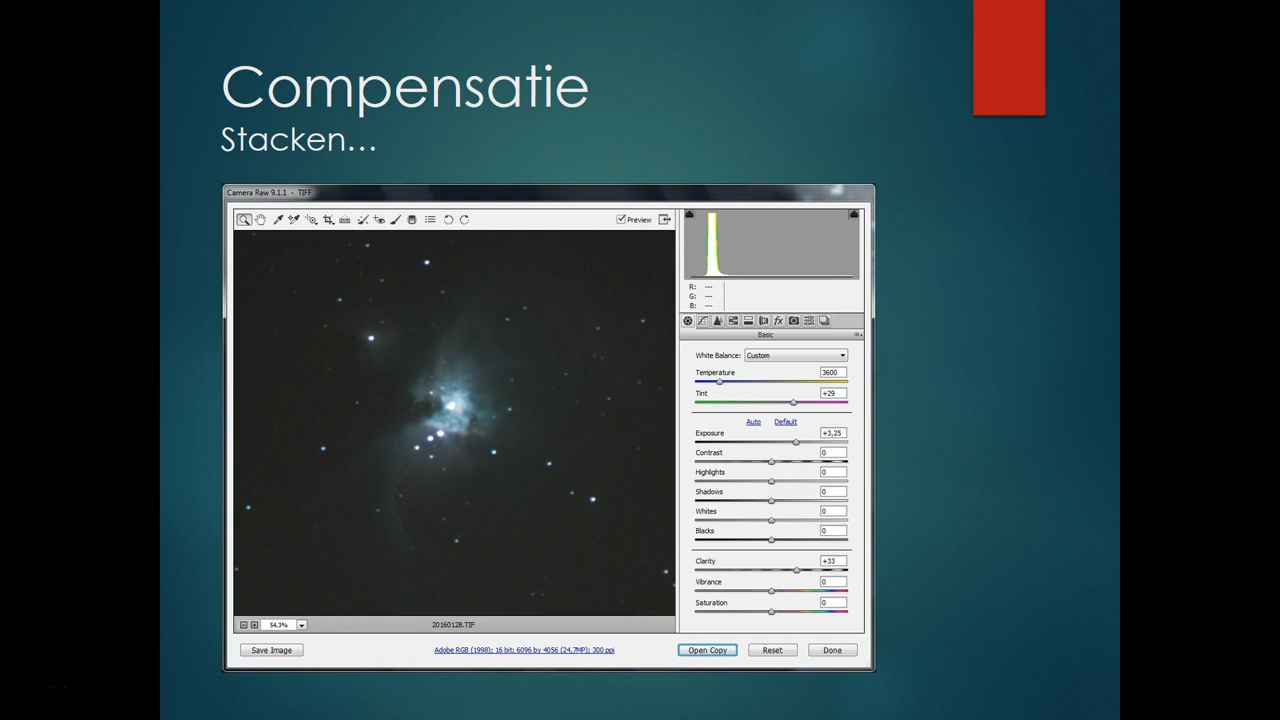 Compensatie
Stacken...
Camera Raw 9.1.1 - TIFF
Preview
R: ---
G: ---
B: ---
fx
Basic
White Balance: Custom
Temperature 3600
Tint +29
Auto Default
Exposure +3,25
Contrast 0
Highlights 0
Shadows 0
Whites 0
Blacks 0
Clarity +33
Vibrance 0
Saturation 0
54,3% 20160128.TIF
Save Image Adobe RGB (1998); 16 bit; 6096 by 4056 (24,7MP); 300 ppi Open Copy Reset Done